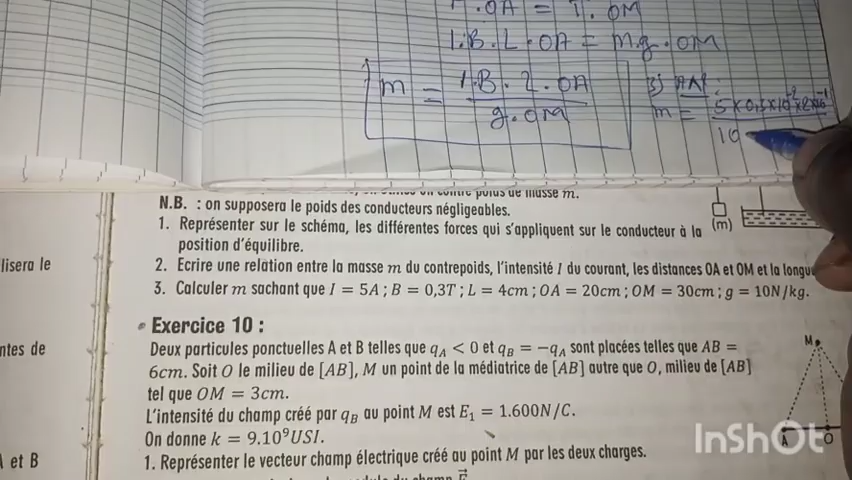 .OA = T. OM
I.B.L.OA = m.g.OM
m = I.B.L.OA
g.OM
3) AN:
m = 5 × 0,3 ×
10
N.B. : on supposera le poids des conducteurs négligeables.
1. Représenter sur le schéma, les différentes forces qui s'appliquent sur le conducteur à la
position d'équilibre.
(m)
lisera le
2. Ecrire une relation entre la masse m du contrepoids, l'intensité I du courant, les distances OA et OM et la longu
3. Calculer m sachant que I = 5A ; B = 0,3T ; L = 4cm ; OA = 20cm ; OM = 30cm ; g = 10N/kg.
• Exercice 10 :
ntes de
Deux particules ponctuelles A et B telles que qA < 0 et qB = −qA sont placées telles que AB =
6cm. Soit O le milieu de [AB], M un point de la médiatrice de [AB] autre que O, milieu de [AB]
tel que OM = 3cm.
L'intensité du champ créé par qB au point M est E₁ = 1.600N/C.
On donne k = 9.10⁹USI.
A et B
1. Représenter le vecteur champ électrique créé au point M par les deux charges.
M
A
O
InShOt